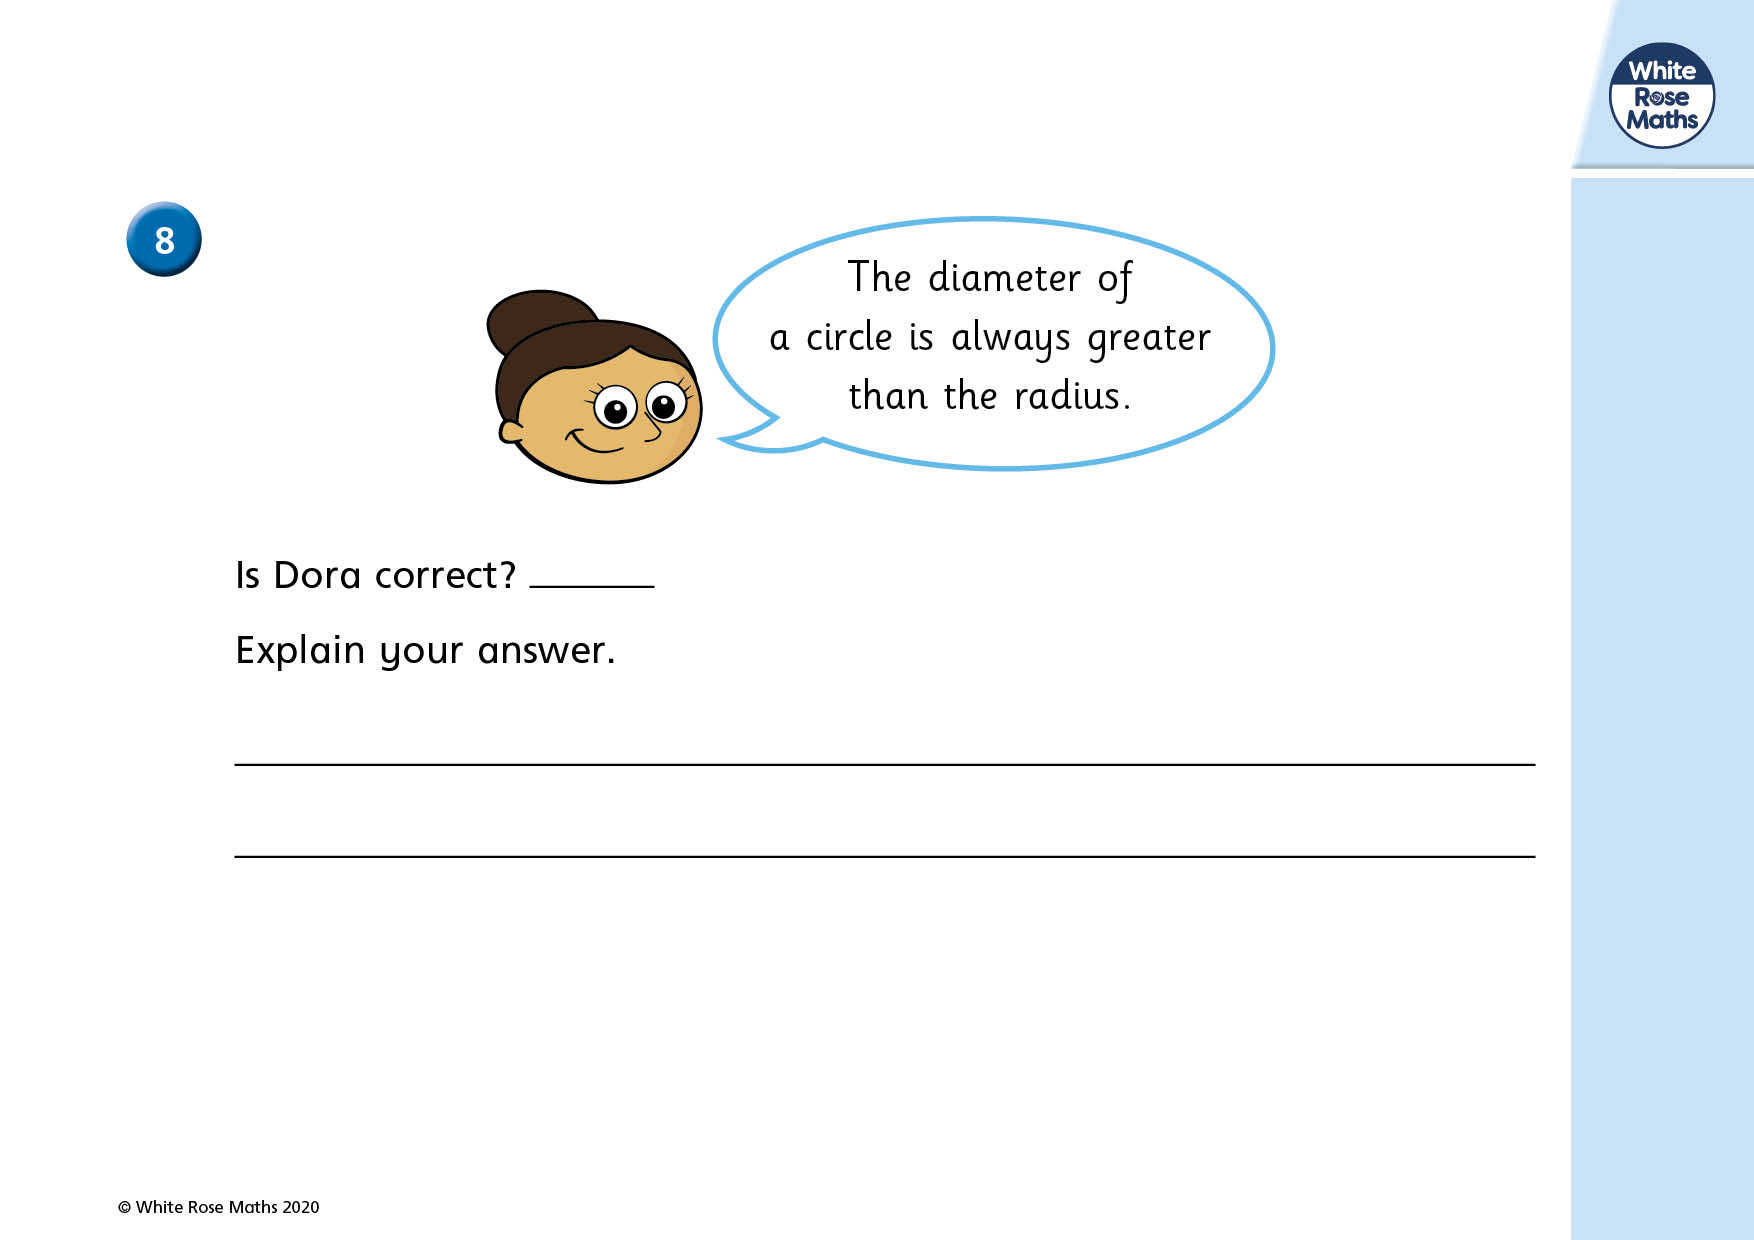 White
Rose
Maths
8
The diameter of
a circle is always greater
than the radius.
Is Dora correct?
Explain your answer.
© White Rose Maths 2020